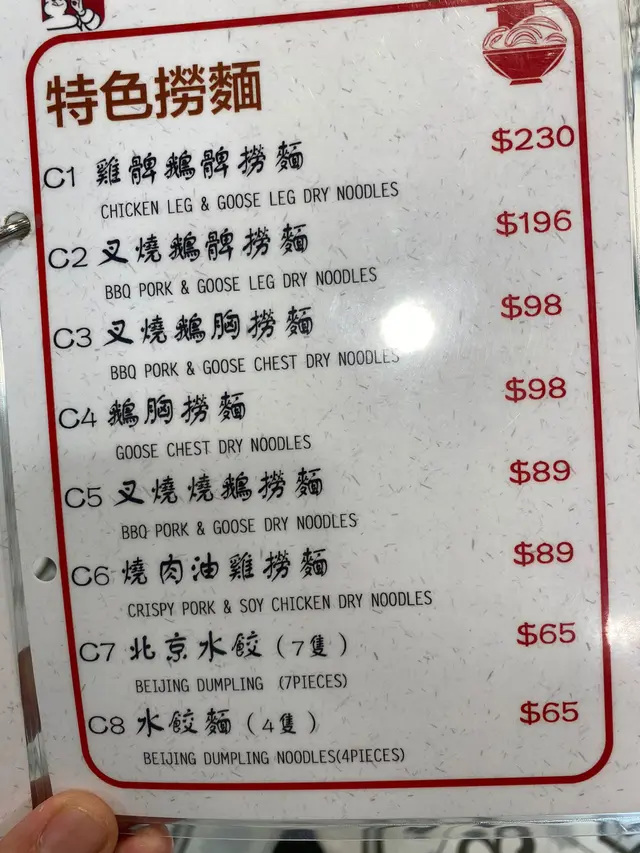 特色撈麵
C1 雞髀鵝髀撈麵 $230
CHICKEN LEG & GOOSE LEG DRY NOODLES
C2 叉燒鵝髀撈麵 $196
BBQ PORK & GOOSE LEG DRY NOODLES
C3 叉燒鵝胸撈麵 $98
BBQ PORK & GOOSE CHEST DRY NOODLES
C4 鵝胸撈麵 $98
GOOSE CHEST DRY NOODLES
C5 叉燒燒鵝撈麵 $89
BBQ PORK & GOOSE DRY NOODLES
C6 燒肉油雞撈麵 $89
CRISPY PORK & SOY CHICKEN DRY NOODLES
C7 北京水餃（7隻） $65
BEIJING DUMPLING (7PIECES)
C8 水餃麵（4隻） $65
BEIJING DUMPLING NOODLES(4PIECES)